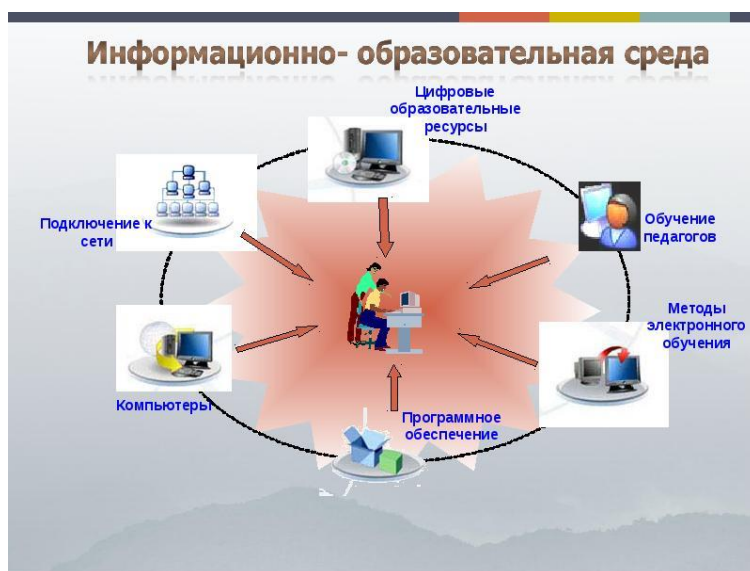 Информационно- образовательная среда
Цифровые
образовательные
ресурсы
Подключение к
сети
Обучение
педагогов
Методы
электронного
обучения
Компьютеры
Программное
обеспечение